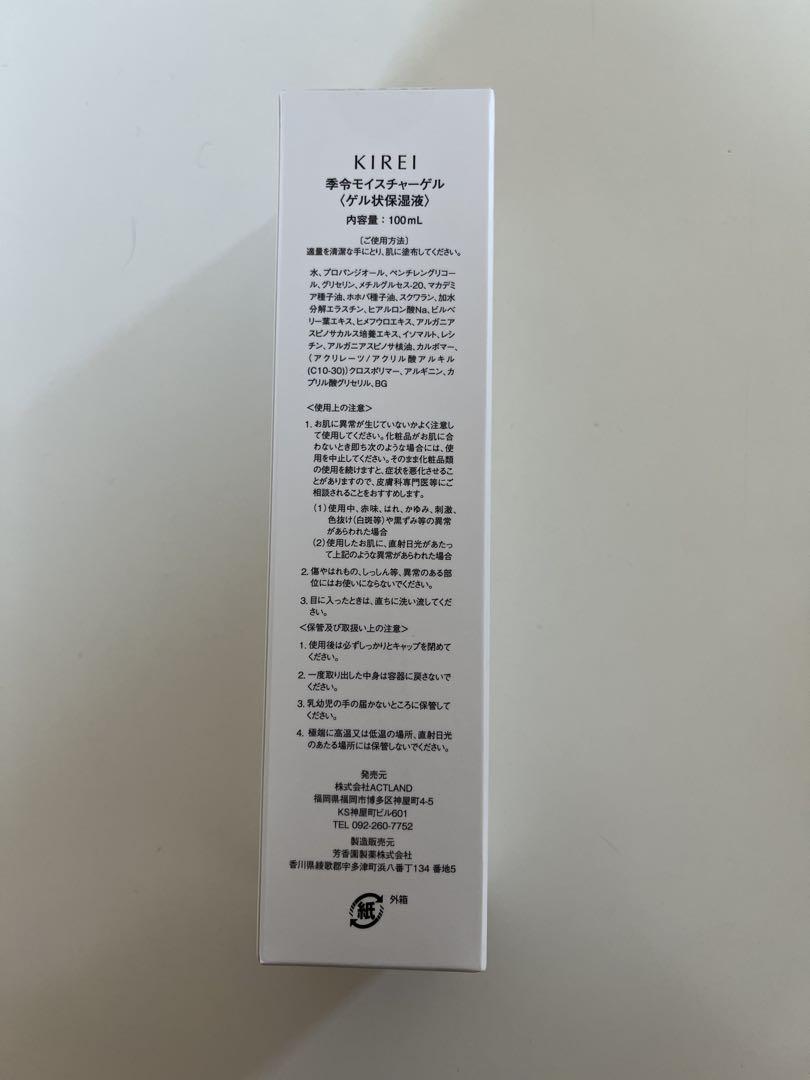 KIREI
季令モイスチャーゲル
〈ゲル状保湿液〉
内容量：100mL
〔ご使用方法〕
適量を清潔な手にとり、肌に塗布してください。
水、プロパンジオール、ペンチレングリコー
ル、グリセリン、メチルグルセス-20、マカデミ
ア種子油、ホホバ種子油、スクワラン、加水
分解エラスチン、ヒアルロン酸Na、ビルベ
リー葉エキス、ヒメフウロエキス、アルガニア
スピノサカルス培養エキス、イソマルト、レシ
チン、アルガニアスピノサ核油、カルボマー、
（アクリレーツ/アクリル酸アルキル
(C10-30)）クロスポリマー、アルギニン、カ
プリル酸グリセリル、BG
＜使用上の注意＞
1. お肌に異常が生じていないかよく注意し
て使用してください。化粧品がお肌に合
わないとき即ち次のような場合には、使
用を中止してください。そのまま化粧品類
の使用を続けますと、症状を悪化させるこ
とがありますので、皮膚科専門医等にご
相談されることをおすすめします。
(1)使用中、赤味、はれ、かゆみ、刺激、
色抜け(白斑等)や黒ずみ等の異常
があらわれた場合
(2)使用したお肌に、直射日光があたっ
て上記のような異常があらわれた場合
2. 傷やはれもの、しっしん等、異常のある部
位にはお使いにならないでください。
3. 目に入ったときは、直ちに洗い流してくだ
さい。
＜保管及び取扱い上の注意＞
1. 使用後は必ずしっかりとキャップを閉めて
ください。
2. 一度取り出した中身は容器に戻さないで
ください。
3. 乳幼児の手の届かないところに保管して
ください。
4. 極端に高温又は低温の場所、直射日光
のあたる場所には保管しないでください。
発売元
株式会社ACTLAND
福岡県福岡市博多区神屋町4-5
KS神屋町ビル601
TEL 092-260-7752
製造販売元
芳香園製薬株式会社
香川県綾歌郡宇多津町浜八番丁134 番地5
紙 外箱